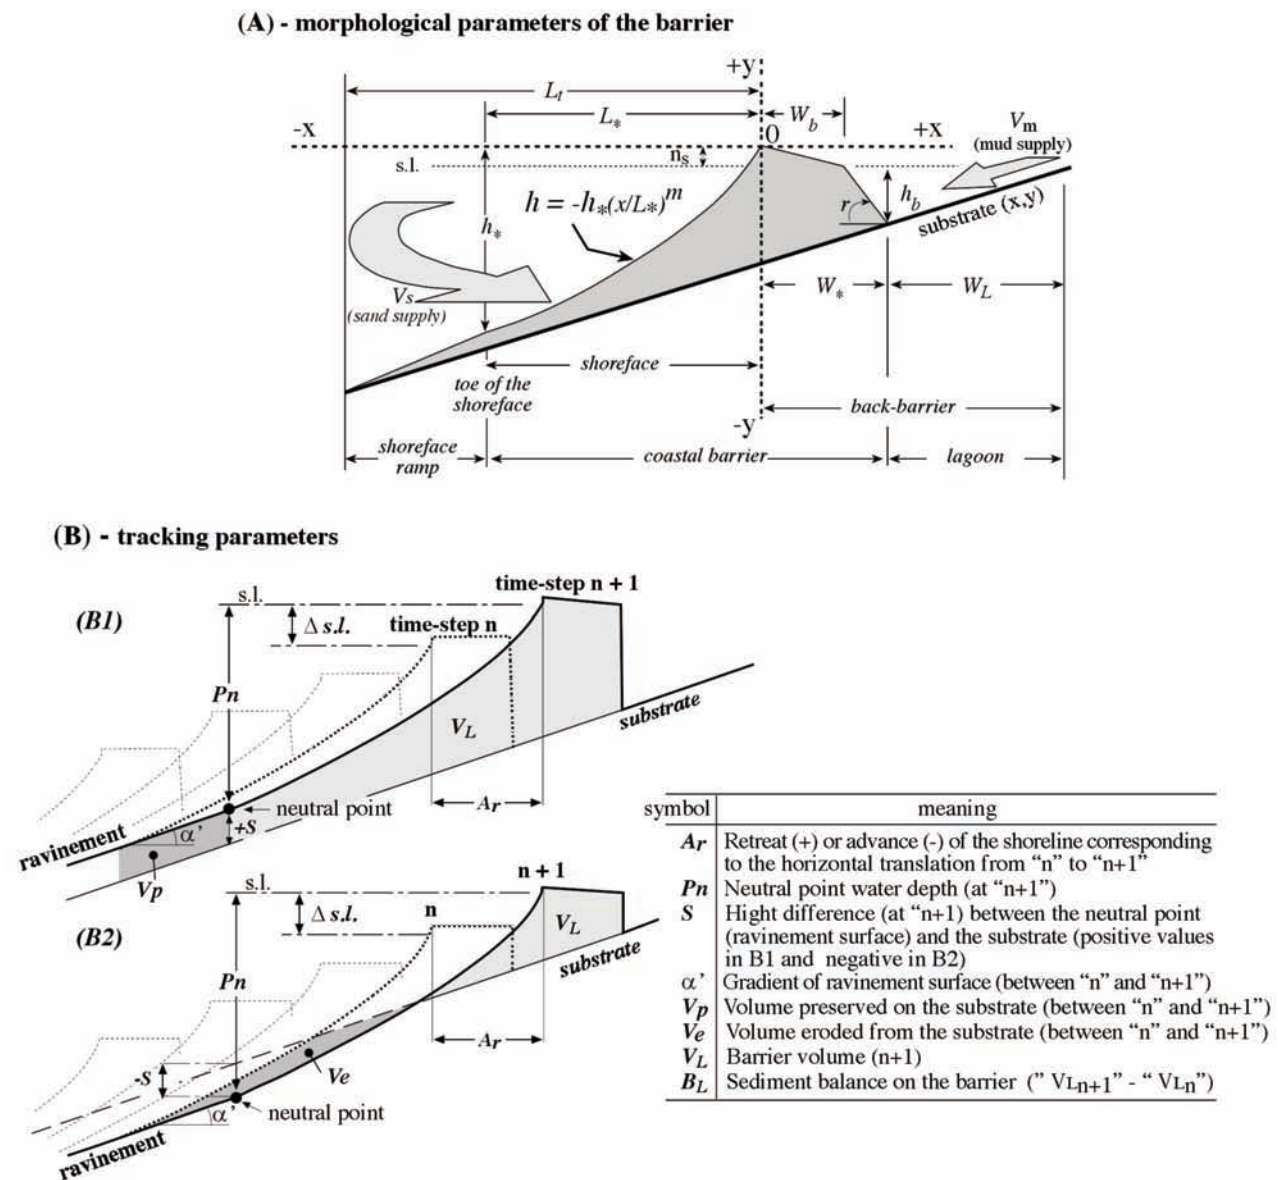 (A) - morphological parameters of the barrier
+y
Lt
L*
Wb
-x
0
+x
Vm
(mud supply)
s.l.
ns
h = -h*(x/L*)m
h*
r
hb
substrate (x,y)
Vs
(sand supply)
W*
WL
shoreface
toe of the
shoreface
-y
back-barrier
shoreface
ramp
coastal barrier
lagoon
(B) - tracking parameters
(B1)
s.l.
time-step n + 1
Δ s.l.
time-step n
Pn
VL
substrate
neutral point
Ar
+S
α’
ravinement
Vp
(B2)
s.l.
n + 1
Δ s.l.
n
VL
substrate
Pn
Ar
-S
Ve
α’
neutral point
ravinement
symbol meaning
Ar Retreat (+) or advance (-) of the shoreline corresponding
to the horizontal translation from “n” to “n+1”
Pn Neutral point water depth (at “n+1”)
S Hight difference (at “n+1) between the neutral point
(ravinement surface) and the substrate (positive values
in B1 and negative in B2)
α’ Gradient of ravinement surface (between “n” and “n+1”)
Vp Volume preserved on the substrate (between “n” and “n+1”)
Ve Volume eroded from the substrate (between “n” and “n+1”)
VL Barrier volume (n+1)
BL Sediment balance on the barrier (” VLn+1” - “ VLn”)